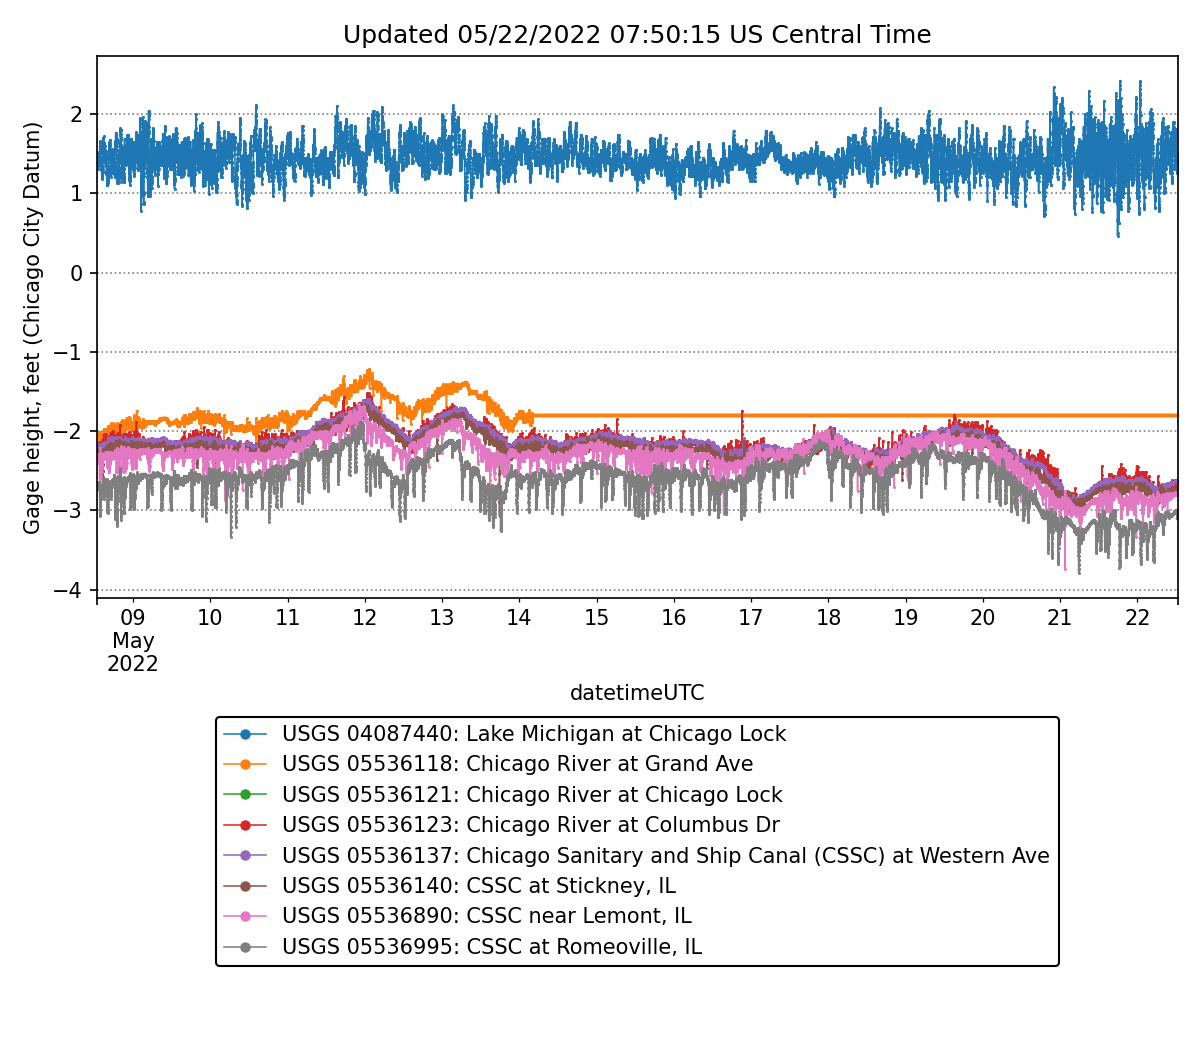 Updated 05/22/2022 07:50:15 US Central Time
Gage height, feet (Chicago City Datum)
2
1
0
−1
−2
−3
−4
09 10 11 12 13 14 15 16 17 18 19 20 21 22
May
2022
datetimeUTC
USGS 04087440: Lake Michigan at Chicago Lock
USGS 05536118: Chicago River at Grand Ave
USGS 05536121: Chicago River at Chicago Lock
USGS 05536123: Chicago River at Columbus Dr
USGS 05536137: Chicago Sanitary and Ship Canal (CSSC) at Western Ave
USGS 05536140: CSSC at Stickney, IL
USGS 05536890: CSSC near Lemont, IL
USGS 05536995: CSSC at Romeoville, IL